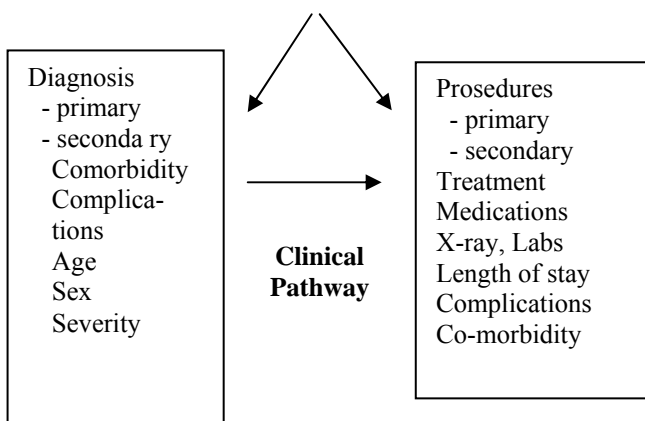 Diagnosis
- primary
- seconda ry
Comorbidity
Complica-
tions
Age
Sex
Severity
Clinical
Pathway
Prosedures
- primary
- secondary
Treatment
Medications
X-ray, Labs
Length of stay
Complications
Co-morbidity